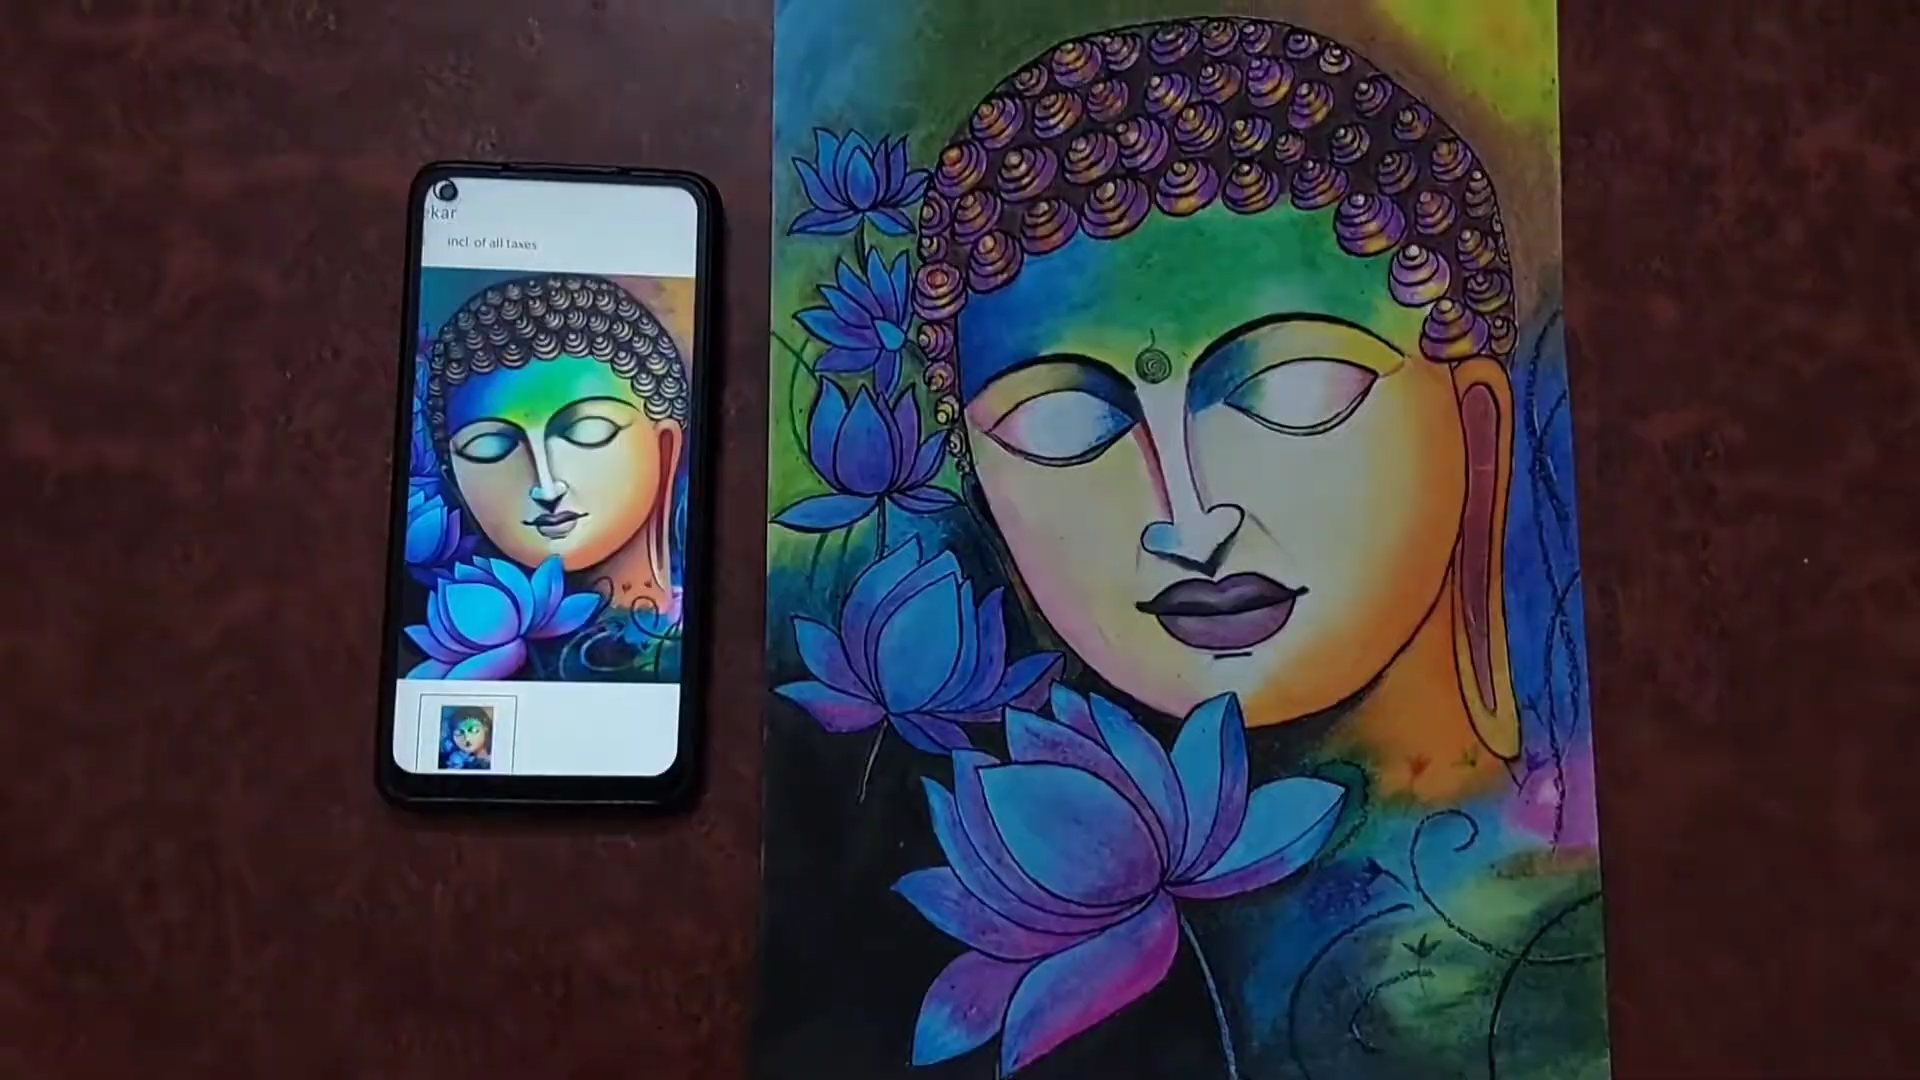 ekar
incl. of all taxes